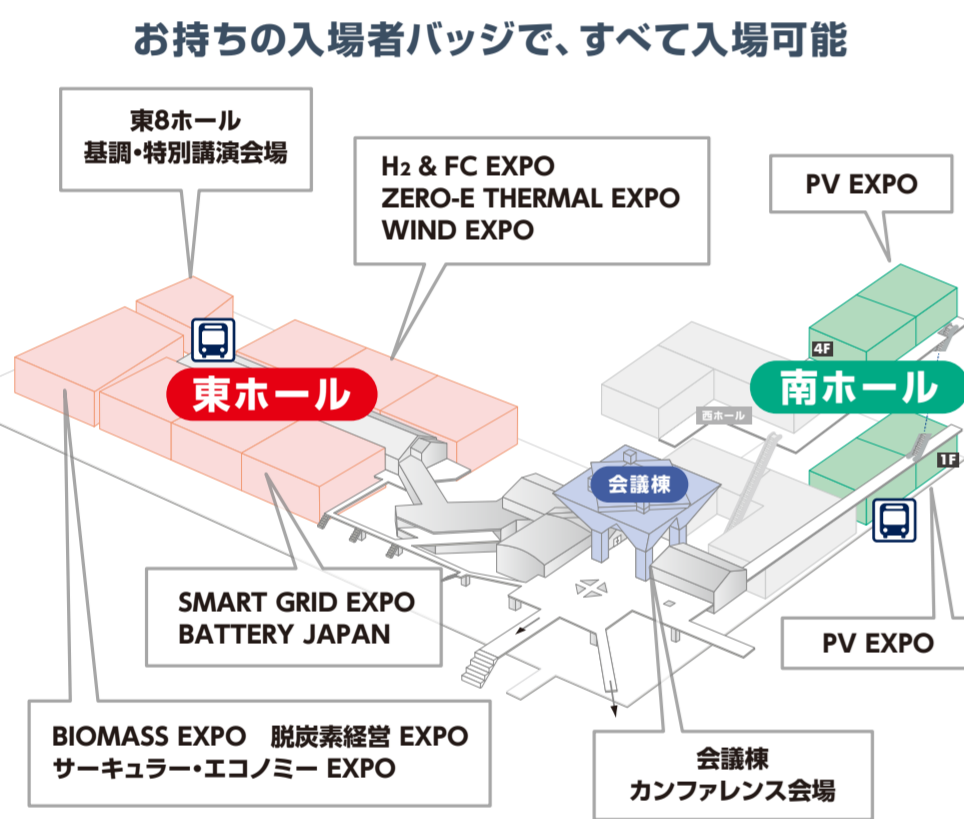 お持ちの入場者バッジで、すべて入場可能
東8ホール
基調・特別講演会場
H2 & FC EXPO
ZERO-E THERMAL EXPO
WIND EXPO
PV EXPO
4F
東ホール
南ホール
西ホール
1F
会議棟
SMART GRID EXPO
BATTERY JAPAN
PV EXPO
BIOMASS EXPO 脱炭素経営 EXPO
サーキュラー・エコノミー EXPO
会議棟
カンファレンス会場